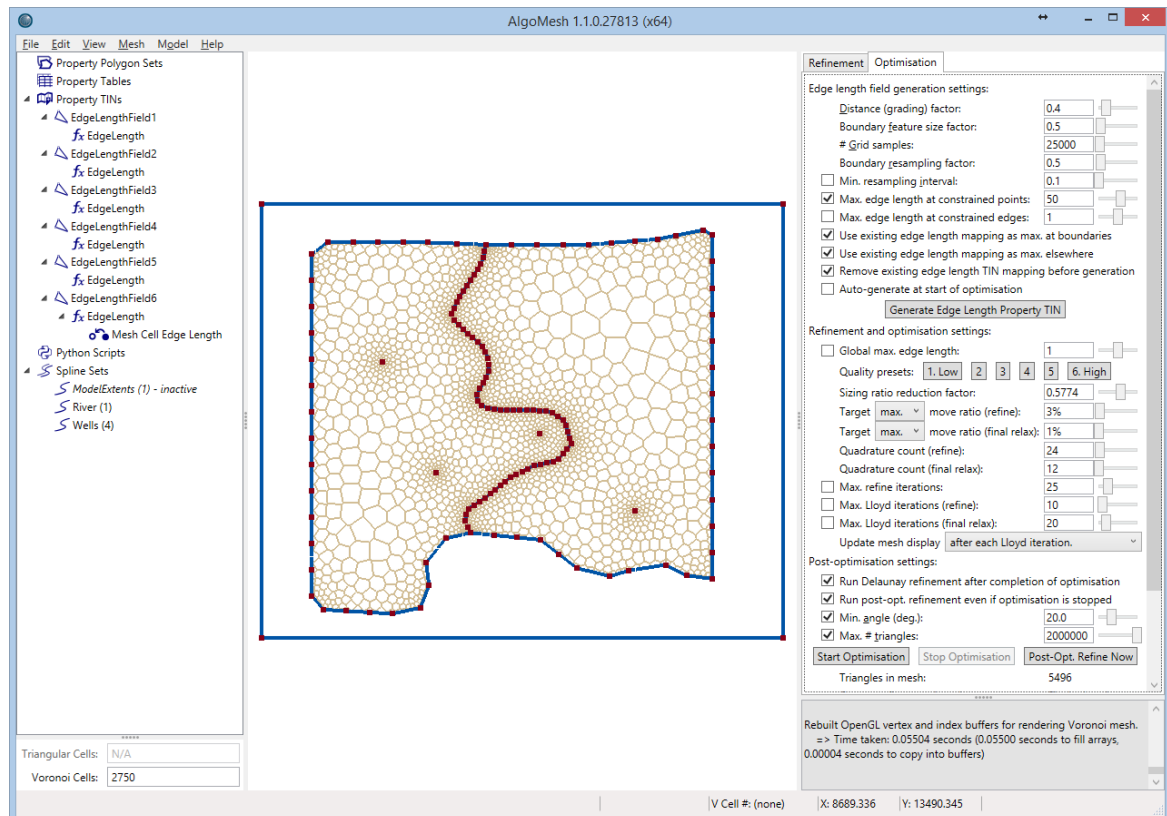 AlgoMesh 1.1.0.27813 (x64)
File Edit View Mesh Model Help
Property Polygon Sets
Property Tables
Property TINs
EdgeLengthField1
fx EdgeLength
EdgeLengthField2
fx EdgeLength
EdgeLengthField3
fx EdgeLength
EdgeLengthField4
fx EdgeLength
EdgeLengthField5
fx EdgeLength
EdgeLengthField6
fx EdgeLength
Mesh Cell Edge Length
Python Scripts
Spline Sets
ModelExtents (1) - inactive
River (1)
Wells (4)
Triangular Cells: N/A
Voronoi Cells: 2750
Refinement Optimisation
Edge length field generation settings:
Distance (grading) factor: 0.4
Boundary feature size factor: 0.5
# Grid samples: 25000
Boundary resampling factor: 0.5
Min. resampling interval: 0.1
Max. edge length at constrained points: 50
Max. edge length at constrained edges: 1
Use existing edge length mapping as max. at boundaries
Use existing edge length mapping as max. elsewhere
Remove existing edge length TIN mapping before generation
Auto-generate at start of optimisation
Generate Edge Length Property TIN
Refinement and optimisation settings:
Global max. edge length: 1
Quality presets: 1. Low 2 3 4 5 6. High
Sizing ratio reduction factor: 0.5774
Target max. move ratio (refine): 3%
Target max. move ratio (final relax): 1%
Quadrature count (refine): 24
Quadrature count (final relax): 12
Max. refine iterations: 25
Max. Lloyd iterations (refine): 10
Max. Lloyd iterations (final relax): 20
Update mesh display after each Lloyd iteration.
Post-optimisation settings:
Run Delaunay refinement after completion of optimisation
Run post-opt. refinement even if optimisation is stopped
Min. angle (deg.): 20.0
Max. # triangles: 2000000
Start Optimisation Stop Optimisation Post-Opt. Refine Now
Triangles in mesh: 5496
Rebuilt OpenGL vertex and index buffers for rendering Voronoi mesh.
=> Time taken: 0.05504 seconds (0.05500 seconds to fill arrays,
0.00004 seconds to copy into buffers)
V Cell #: (none) X: 8689.336 Y: 13490.345